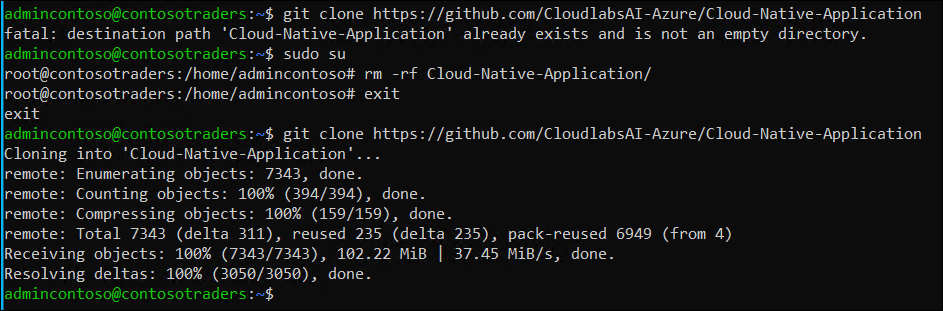 admincontoso@contosotraders:~$ git clone https://github.com/CloudlabsAI-Azure/Cloud-Native-Application
fatal: destination path 'Cloud-Native-Application' already exists and is not an empty directory.
admincontoso@contosotraders:~$ sudo su
root@contosotraders:/home/admincontoso# rm -rf Cloud-Native-Application/
root@contosotraders:/home/admincontoso# exit
exit
admincontoso@contosotraders:~$ git clone https://github.com/CloudlabsAI-Azure/Cloud-Native-Application
Cloning into 'Cloud-Native-Application'...
remote: Enumerating objects: 7343, done.
remote: Counting objects: 100% (394/394), done.
remote: Compressing objects: 100% (159/159), done.
remote: Total 7343 (delta 311), reused 235 (delta 235), pack-reused 6949 (from 4)
Receiving objects: 100% (7343/7343), 102.22 MiB | 37.45 MiB/s, done.
Resolving deltas: 100% (3050/3050), done.
admincontoso@contosotraders:~$